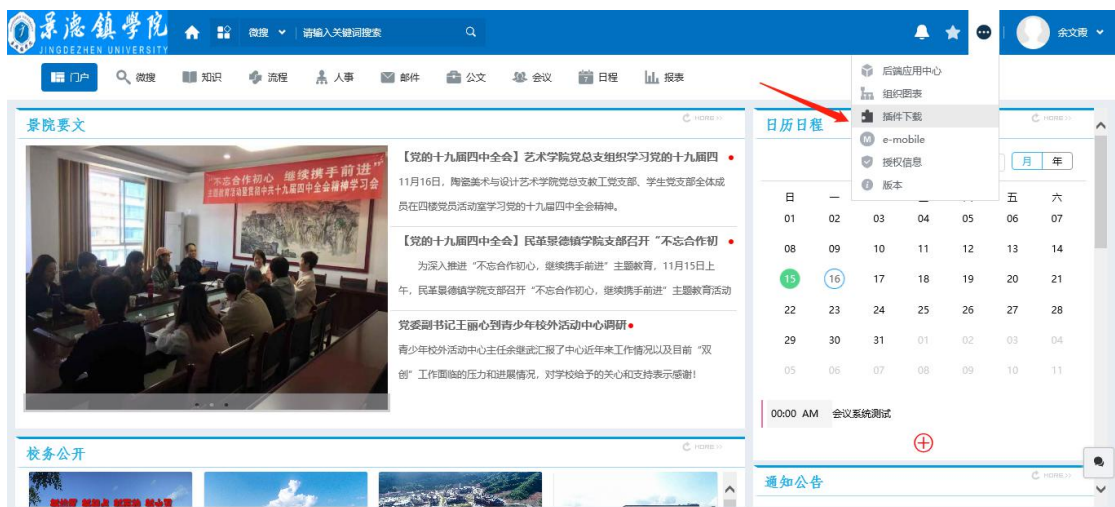 景德鎮學院
JINGDEZHEN UNIVERSITY
微搜
请输入关键词搜索
余文霞
门户
微搜
知识
流程
人事
邮件
公文
会议
日程
报表
后端应用中心
组织图表
插件下载
e-mobile
授权信息
版本
景院要文
MORE>>
"不忘合作初心 继续携手前进"
【党的十九届四中全会】艺术学院党总支组织学习党的十九届四
11月16日，陶瓷美术与设计艺术学院党总支教工党支部、学生党支部全体成
员在四楼党员活动室学习党的十九届四中全会精神。
【党的十九届四中全会】民革景德镇学院支部召开“不忘合作初
为深入推进“不忘合作初心，继续携手前进”主题教育，11月15日上
午，民革景德镇学院支部召开“不忘合作初心，继续携手前进”主题教育活动
党委副书记王丽心到青少年校外活动中心调研
青少年校外活动中心主任余继武汇报了中心近年来工作情况以及目前“双
创”工作面临的压力和进展情况，对学校给予的关心和支持表示感谢！
日历日程
MORE>>
月 年
日 一 五 六
01 02 03 04 05 06 07
08 09 10 11 12 13 14
15 16 17 18 19 20 21
22 23 24 25 26 27 28
29 30 31 01 02 03 04
05 06 07 08 09 10 11
00:00 AM 会议系统测试
校务公开
MORE>>
通知公告
MORE>>